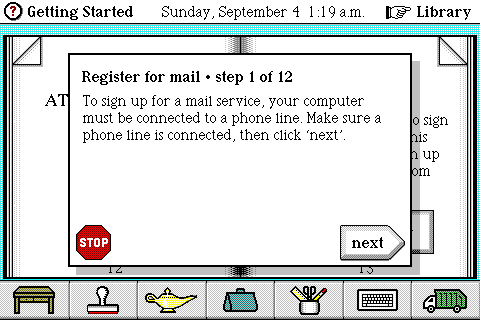 ? Getting Started Sunday, September 4 1:19 a.m. Library
Register for mail • step 1 of 12
To sign up for a mail service, your computer
must be connected to a phone line. Make sure a
phone line is connected, then click ‘next’.
AT
o sign
his
n up
om
STOP
next
12 13